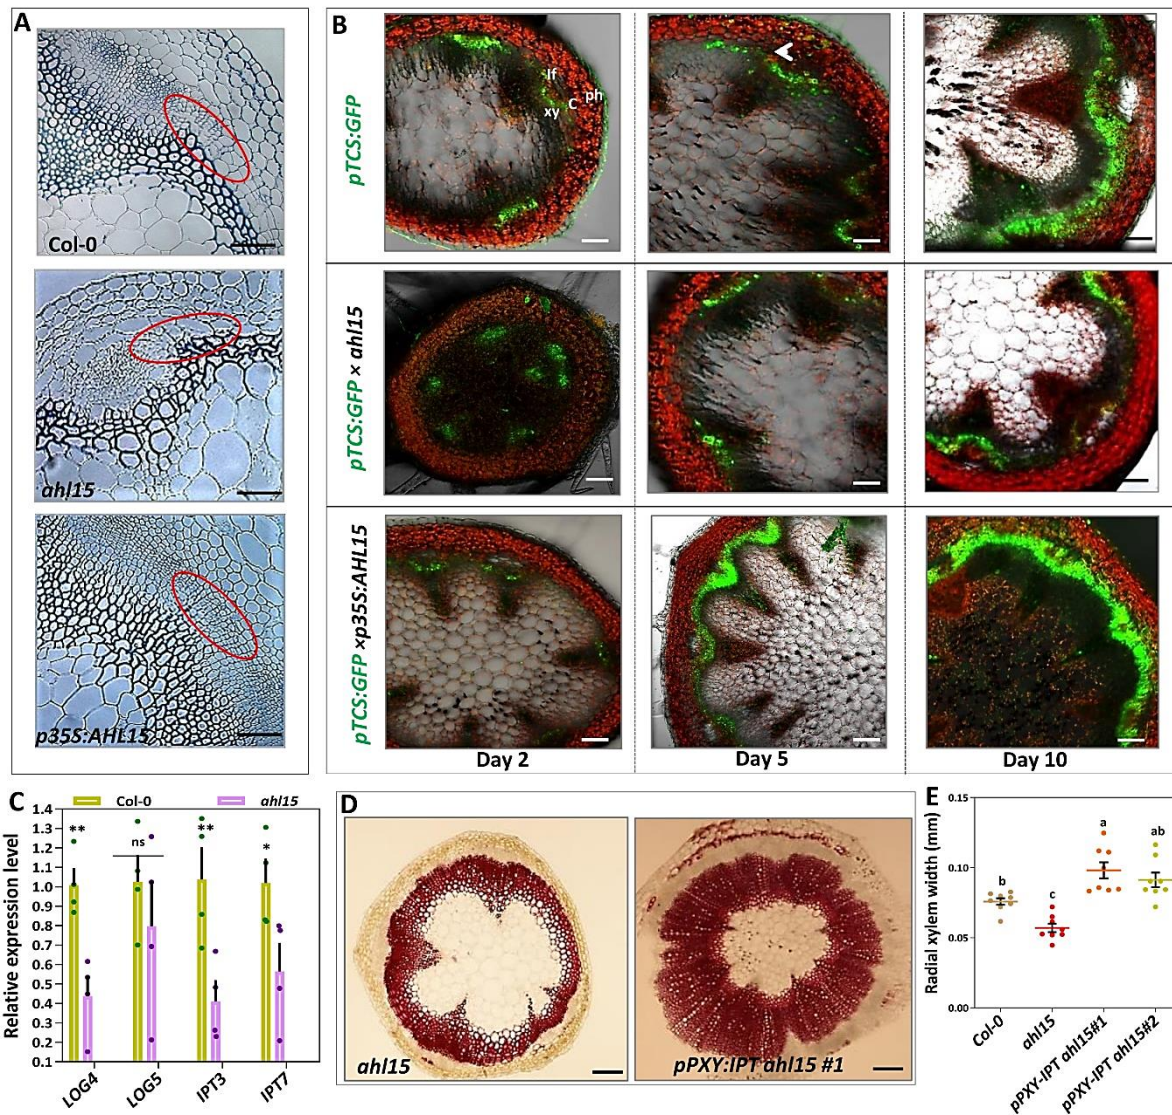 A
Col-0
ahl15
p35S:AHL15
B
pTCS:GFP
lf
C
ph
xy
pTCS:GFP × ahl15
pTCS:GFP ×p35S:AHL15
Day 2
Day 5
Day 10
C
Col-0
ahl15
Relative expression level
1.4
1.3
1.2
1.1
1.0
0.9
0.8
0.7
0.6
0.5
0.4
0.3
0.2
0.1
**
ns
**
*
LOG4
LOG5
IPT3
IPT7
D
ahl15
pPXY:IPT ahl15 #1
E
Radial xylem width (mm)
0.15
0.10
0.05
0.00
b
c
a
ab
Col-0
ahl15
pPXY-IPT ahl15#1
pPXY-IPT ahl15#2